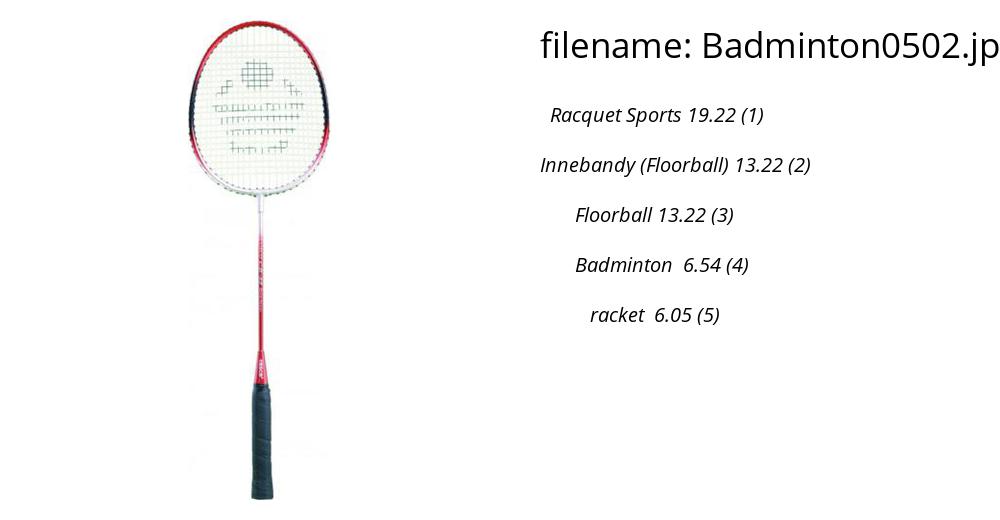 filename: Badminton0502.jp
Racquet Sports 19.22 (1)
Innebandy (Floorball) 13.22 (2)
Floorball 13.22 (3)
Badminton 6.54 (4)
racket 6.05 (5)